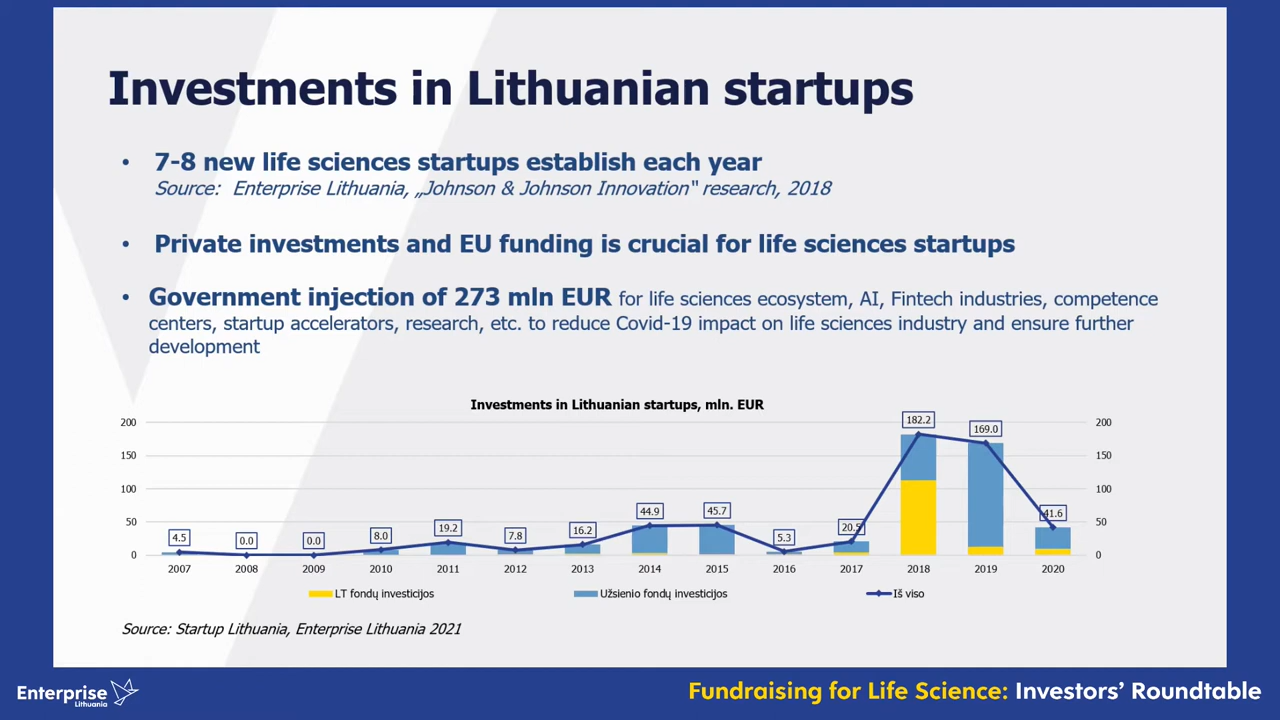 Investments in Lithuanian startups
• 7-8 new life sciences startups establish each year
Source: Enterprise Lithuania, „Johnson & Johnson Innovation" research, 2018
• Private investments and EU funding is crucial for life sciences startups
• Government injection of 273 mln EUR for life sciences ecosystem, AI, Fintech industries, competence
centers, startup accelerators, research, etc. to reduce Covid-19 impact on life sciences industry and ensure further
development
Investments in Lithuanian startups, mln. EUR
200 182.2 200
169.0
150 150
100 100
50 4.5 0.0 0.0 8.0 19.2 7.8 16.2 44.9 45.7 5.3 20.5 41.6 50
0 0
2007 2008 2009 2010 2011 2012 2013 2014 2015 2016 2017 2018 2019 2020
LT fondų investicijos Užsienio fondų investicijos Iš viso
Source: Startup Lithuania, Enterprise Lithuania 2021
Enterprise
Lithuania
Fundraising for Life Science: Investors’ Roundtable